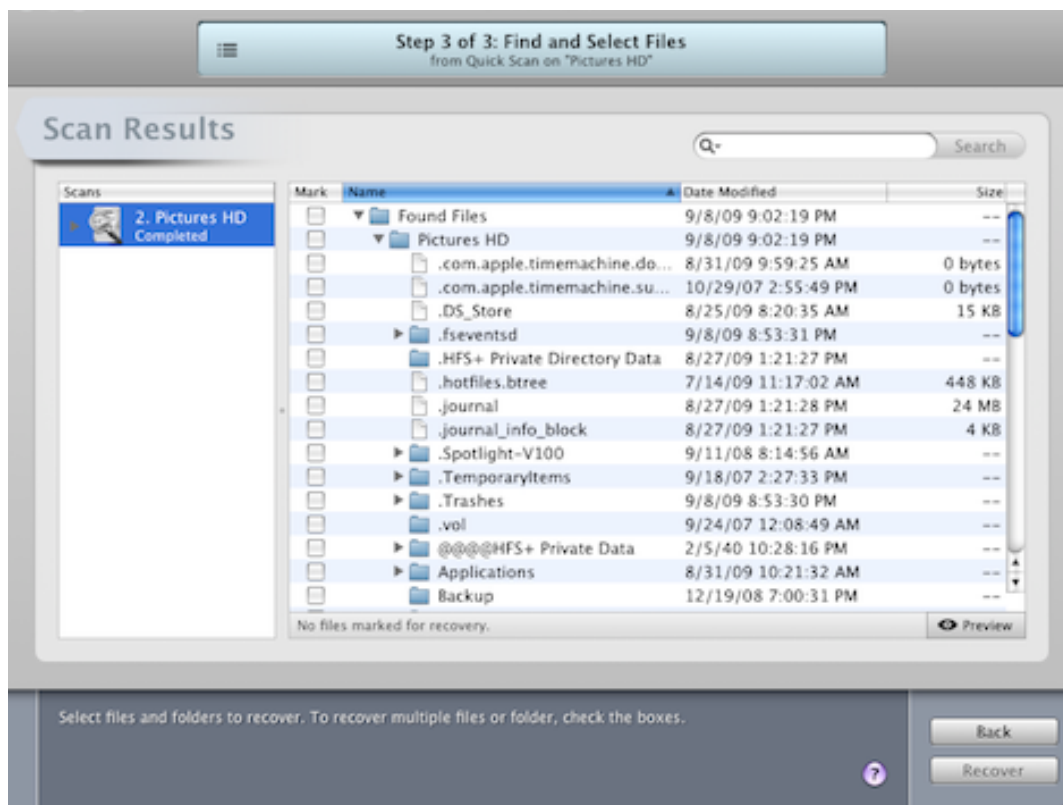 Step 3 of 3: Find and Select Files
from Quick Scan on "Pictures HD"
Scan Results
Search
Scans
2. Pictures HD
Completed
Mark Name Date Modified Size
Found Files 9/8/09 9:02:19 PM --
Pictures HD 9/8/09 9:02:19 PM --
.com.apple.timemachine.do... 8/31/09 9:59:25 AM 0 bytes
.com.apple.timemachine.su... 10/29/07 2:55:49 PM 0 bytes
.DS_Store 8/25/09 8:20:35 AM 15 KB
.fseventsd 9/8/09 8:53:31 PM --
.HFS+ Private Directory Data 8/27/09 1:21:27 PM --
.hotfiles.btree 7/14/09 11:17:02 AM 448 KB
.journal 8/27/09 1:21:28 PM 24 MB
.journal_info_block 8/27/09 1:21:27 PM 4 KB
.Spotlight-V100 9/11/08 8:14:56 AM --
.TemporaryItems 9/18/07 2:27:33 PM --
.Trashes 9/8/09 8:53:30 PM --
.vol 9/24/07 12:08:49 AM --
@@@@HFS+ Private Data 2/5/40 10:28:16 PM --
Applications 8/31/09 10:21:32 AM --
Backup 12/19/08 7:00:31 PM --
No files marked for recovery.
Preview
Select files and folders to recover. To recover multiple files or folder, check the boxes.
Back
?
Recover